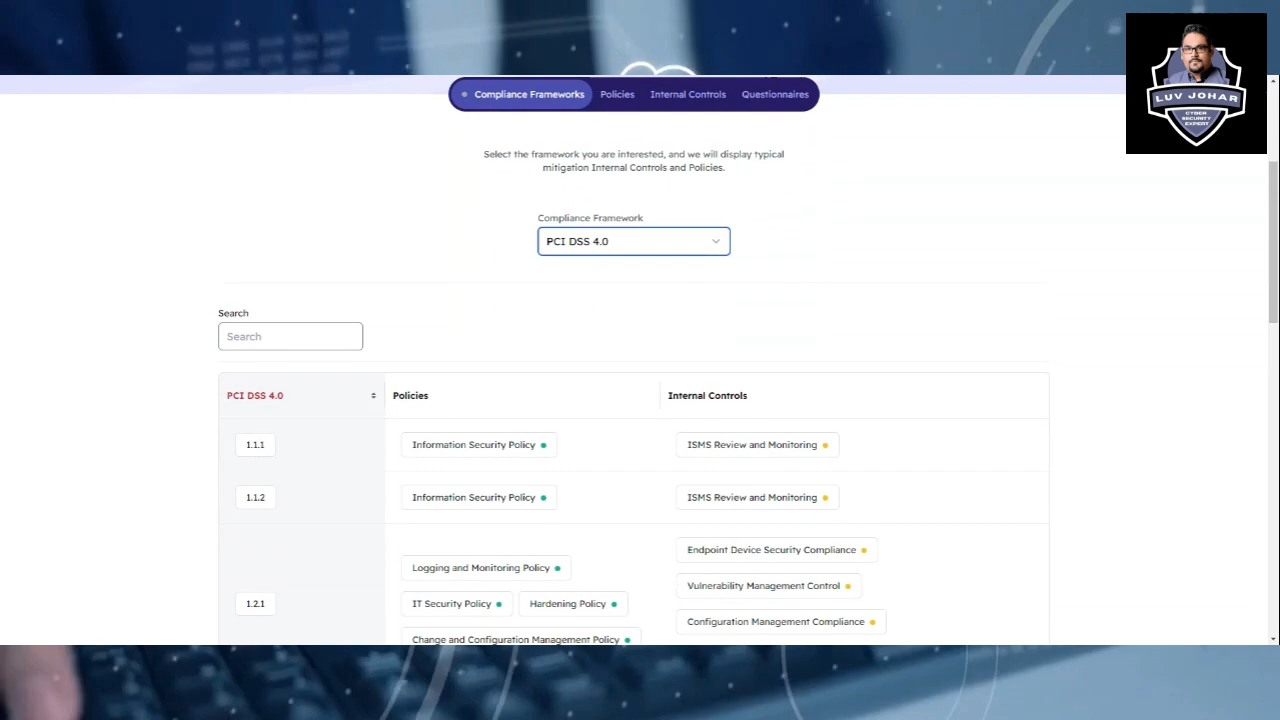 Compliance Frameworks Policies Internal Controls Questionnaires
LUV JOHAR
CYBER
SECURITY
EXPERT
Select the framework you are interested, and we will display typical
mitigation Internal Controls and Policies.
Compliance Framework
PCI DSS 4.0
Search
Search
PCI DSS 4.0 Policies Internal Controls
1.1.1 Information Security Policy ISMS Review and Monitoring
1.1.2 Information Security Policy ISMS Review and Monitoring
Endpoint Device Security Compliance
Logging and Monitoring Policy
Vulnerability Management Control
1.2.1 IT Security Policy Hardening Policy
Configuration Management Compliance
Change and Configuration Management Policy